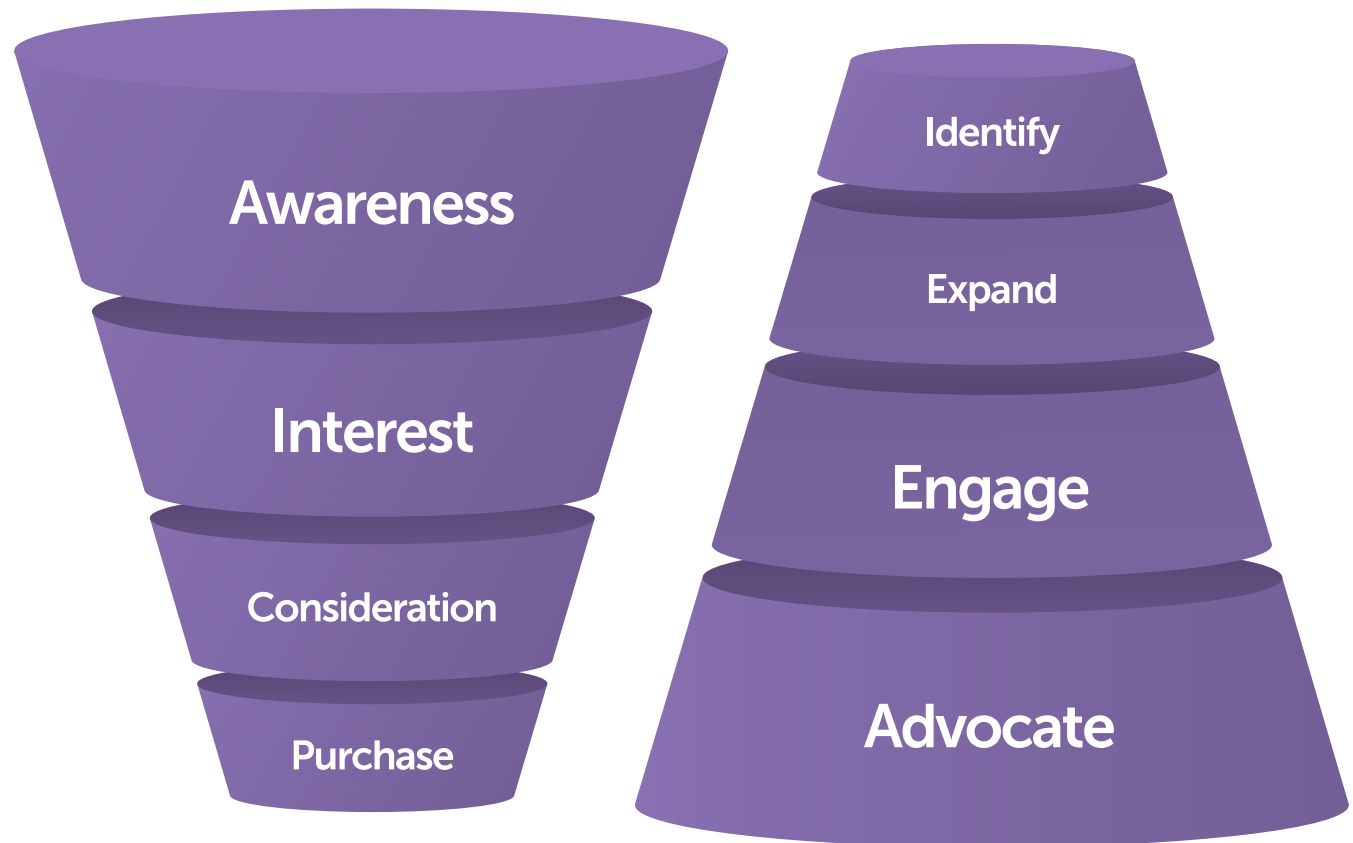 Awareness
Interest
Consideration
Purchase
Identify
Expand
Engage
Advocate